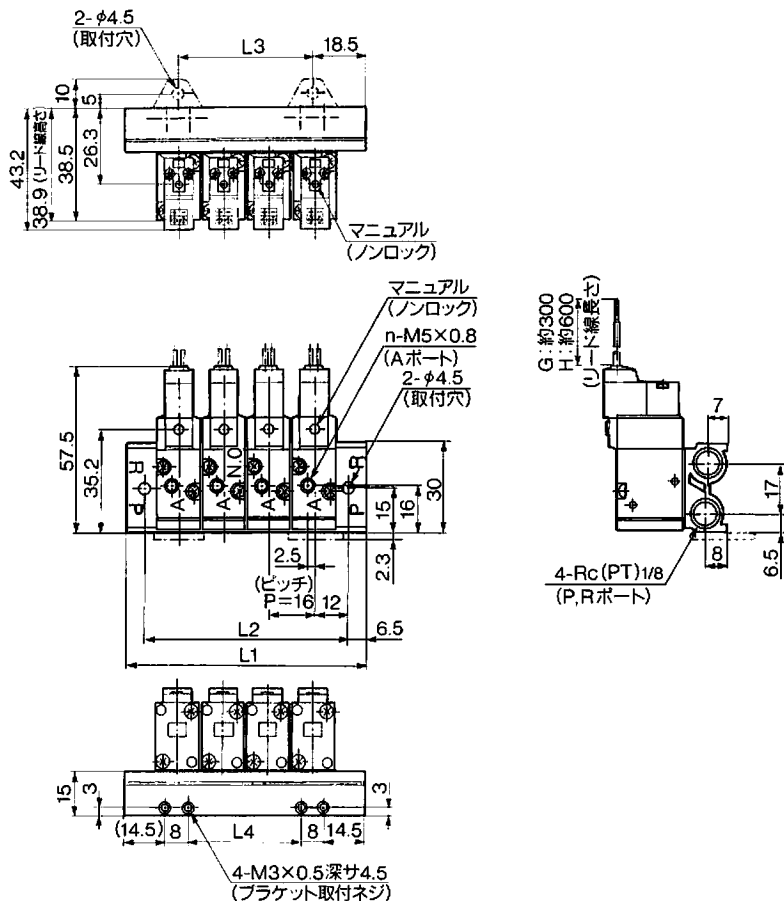 2-φ4.5
(取付穴)
L3
18.5
10
5
43.2
38.9(リード線高さ)
38.5
26.3
マニュアル
(ノンロック)
マニュアル
(ノンロック)
n-M5×0.8
(Aポート)
2-φ4.5
(取付穴)
57.5
35.2
R
P
A
A
N.O
A
A
R
P
15
16
30
2.3
2.5
(ピッチ)
P=16
12
L2
6.5
L1
G:約300
H:約600
(リード線長さ)
7
17
6.5
8
4-Rc(PT)1/8
(P,Rポート)
15
3
3
(14.5)
8
L4
8
14.5
4-M3×0.5深サ4.5
(ブラケット取付ネジ)